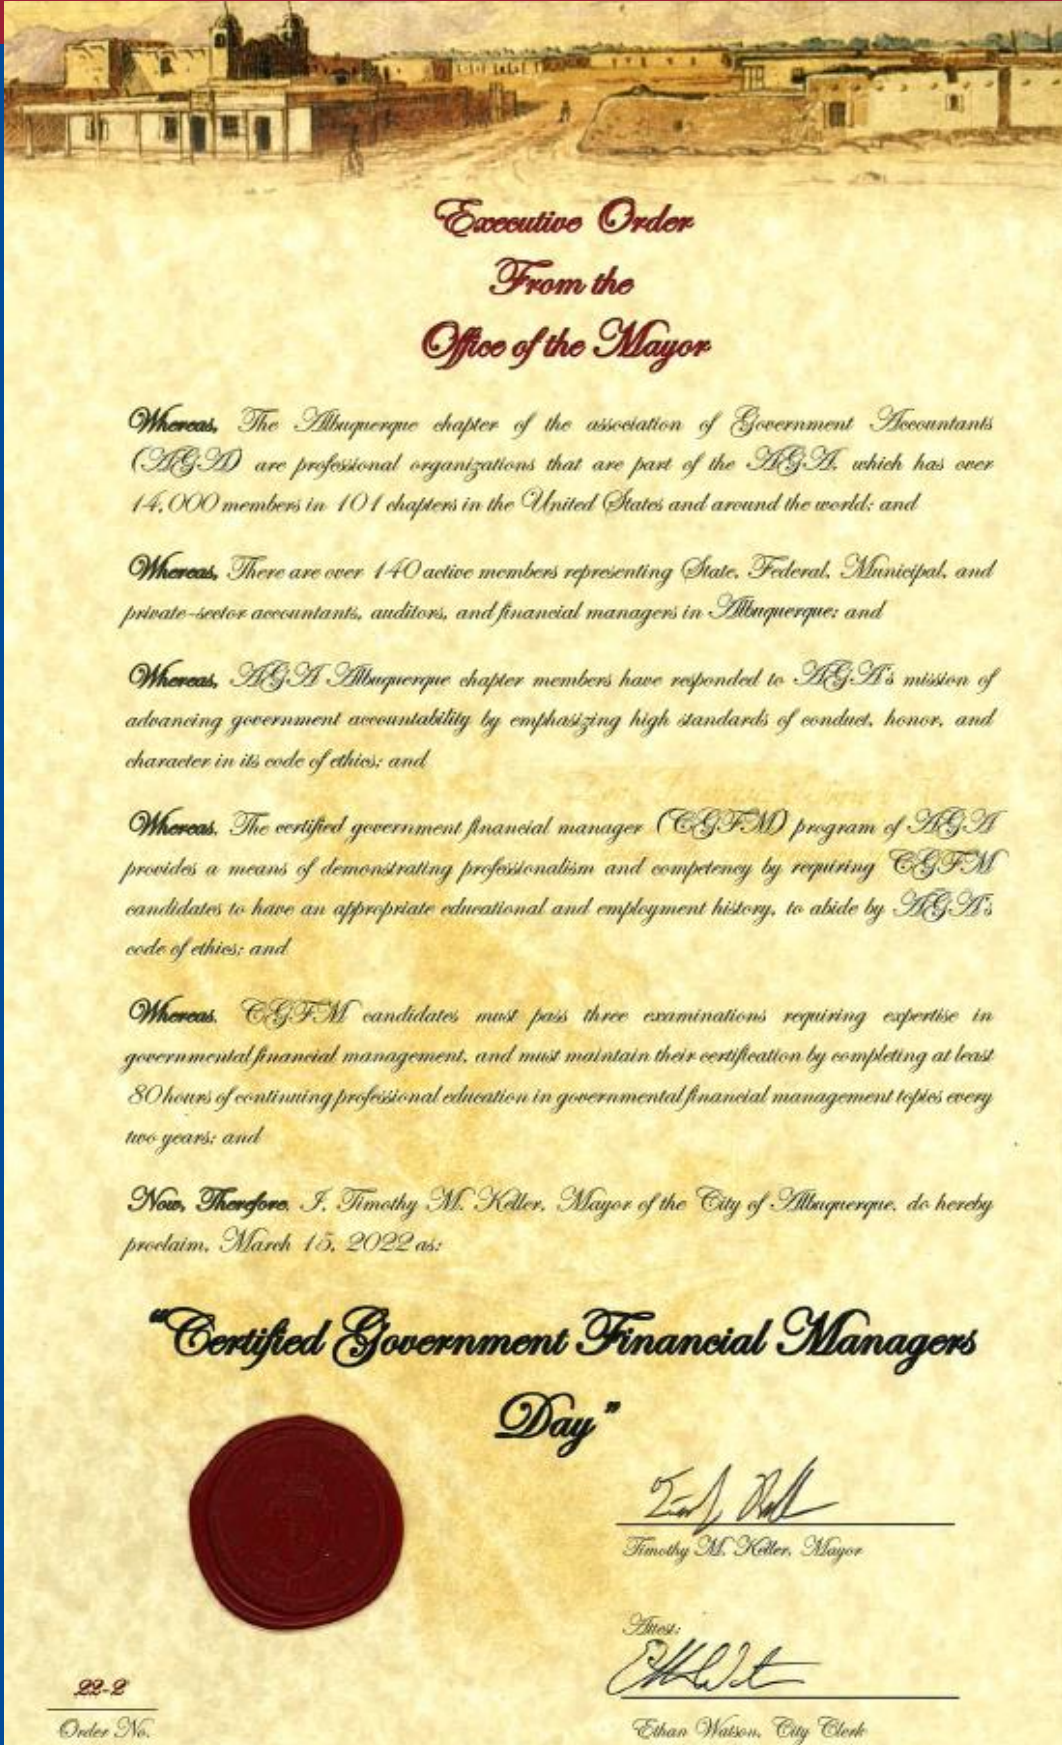 Executive Order
From the
Office of the Mayor
Whereas, The Albuquerque chapter of the association of Government Accountants
(AGA) are professional organizations that are part of the AGA, which has over
14,000 members in 101 chapters in the United States and around the world; and
Whereas, There are over 140 active members representing State, Federal, Municipal, and
private-sector accountants, auditors, and financial managers in Albuquerque; and
Whereas, AGA Albuquerque chapter members have responded to AGA's mission of
advancing government accountability by emphasizing high standards of conduct, honor, and
character in its code of ethics; and
Whereas, The certified government financial manager (CGFM) program of AGA
provides a means of demonstrating professionalism and competency by requiring CGFM
candidates to have an appropriate educational and employment history, to abide by AGA's
code of ethics; and
Whereas, CGFM candidates must pass three examinations requiring expertise in
governmental financial management, and must maintain their certification by completing at least
80 hours of continuing professional education in governmental financial management topics every
two years; and
Now, Therefore, I, Timothy M. Keller, Mayor of the City of Albuquerque, do hereby
proclaim, March 15, 2022 as:
"Certified Government Financial Managers
Day"
Timothy M. Keller, Mayor
Attest:
22-2
Order No.
Ethan Watson, City Clerk